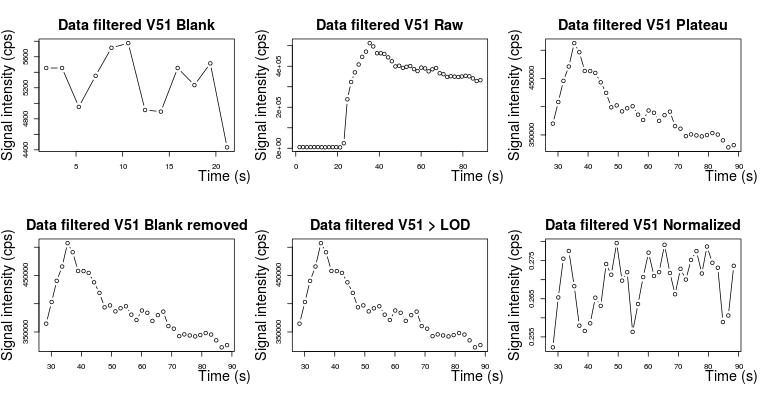 Data filtered V51 Blank
Signal intensity (cps)
4400 4800 5200 5600
5 10 15 20
Time (s)
Data filtered V51 Raw
Signal intensity (cps)
0e+00 2e+05 4e+05
0 20 40 60 80
Time (s)
Data filtered V51 Plateau
Signal intensity (cps)
350000 450000
30 40 50 60 70 80 90
Time (s)
Data filtered V51 Blank removed
Signal intensity (cps)
350000 450000
30 40 50 60 70 80 90
Time (s)
Data filtered V51 > LOD
Signal intensity (cps)
350000 450000
30 40 50 60 70 80 90
Time (s)
Data filtered V51 Normalized
Signal intensity (cps)
0.255 0.265 0.275
30 40 50 60 70 80 90
Time (s)